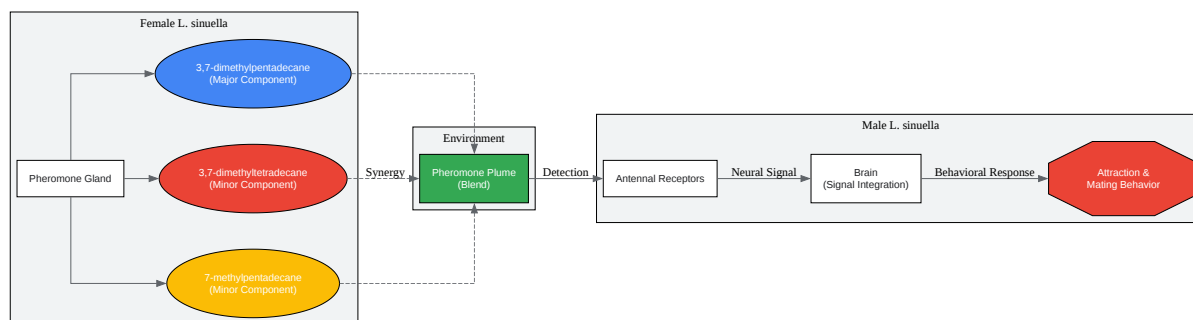 Female L. sinuella
Pheromone Gland
3,7-dimethylpentadecane
(Major Component)
3,7-dimethyltetradecane
(Minor Component)
7-methylpentadecane
(Minor Component)
Synergy
Environment
Pheromone Plume
(Blend)
Detection
Male L. sinuella
Antennal Receptors
Neural Signal
Brain
(Signal Integration)
Behavioral Response
Attraction &
Mating Behavior